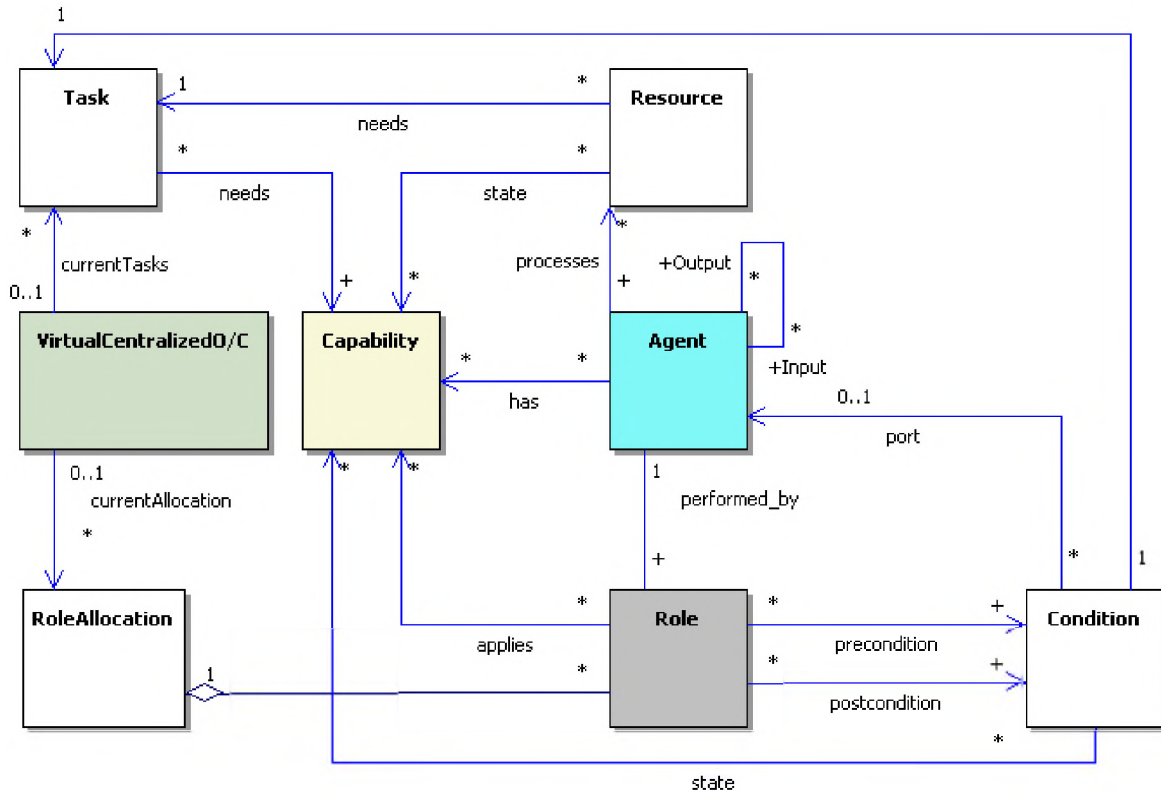 1
Task
1
*
Resource
needs
*
*
needs
state
*
*
currentTasks
processes
+Output
*
0..1
+
*
+
VirtualCentralizedO/C
Capability
Agent
*
*
*
+Input
has
0..1
port
0..1
*
*
1
currentAllocation
performed_by
*
+
*
1
RoleAllocation
*
Role
*
+
Condition
applies
precondition
1
*
*
+
postcondition
*
state